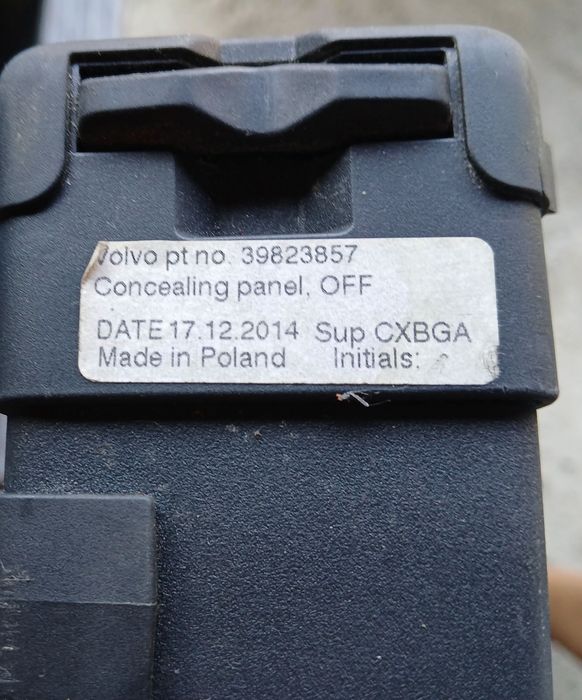 Volvo pt no. 39823857
Concealing panel, OFF
DATE 17.12.2014 Sup CXBGA
Made in Poland Initials: